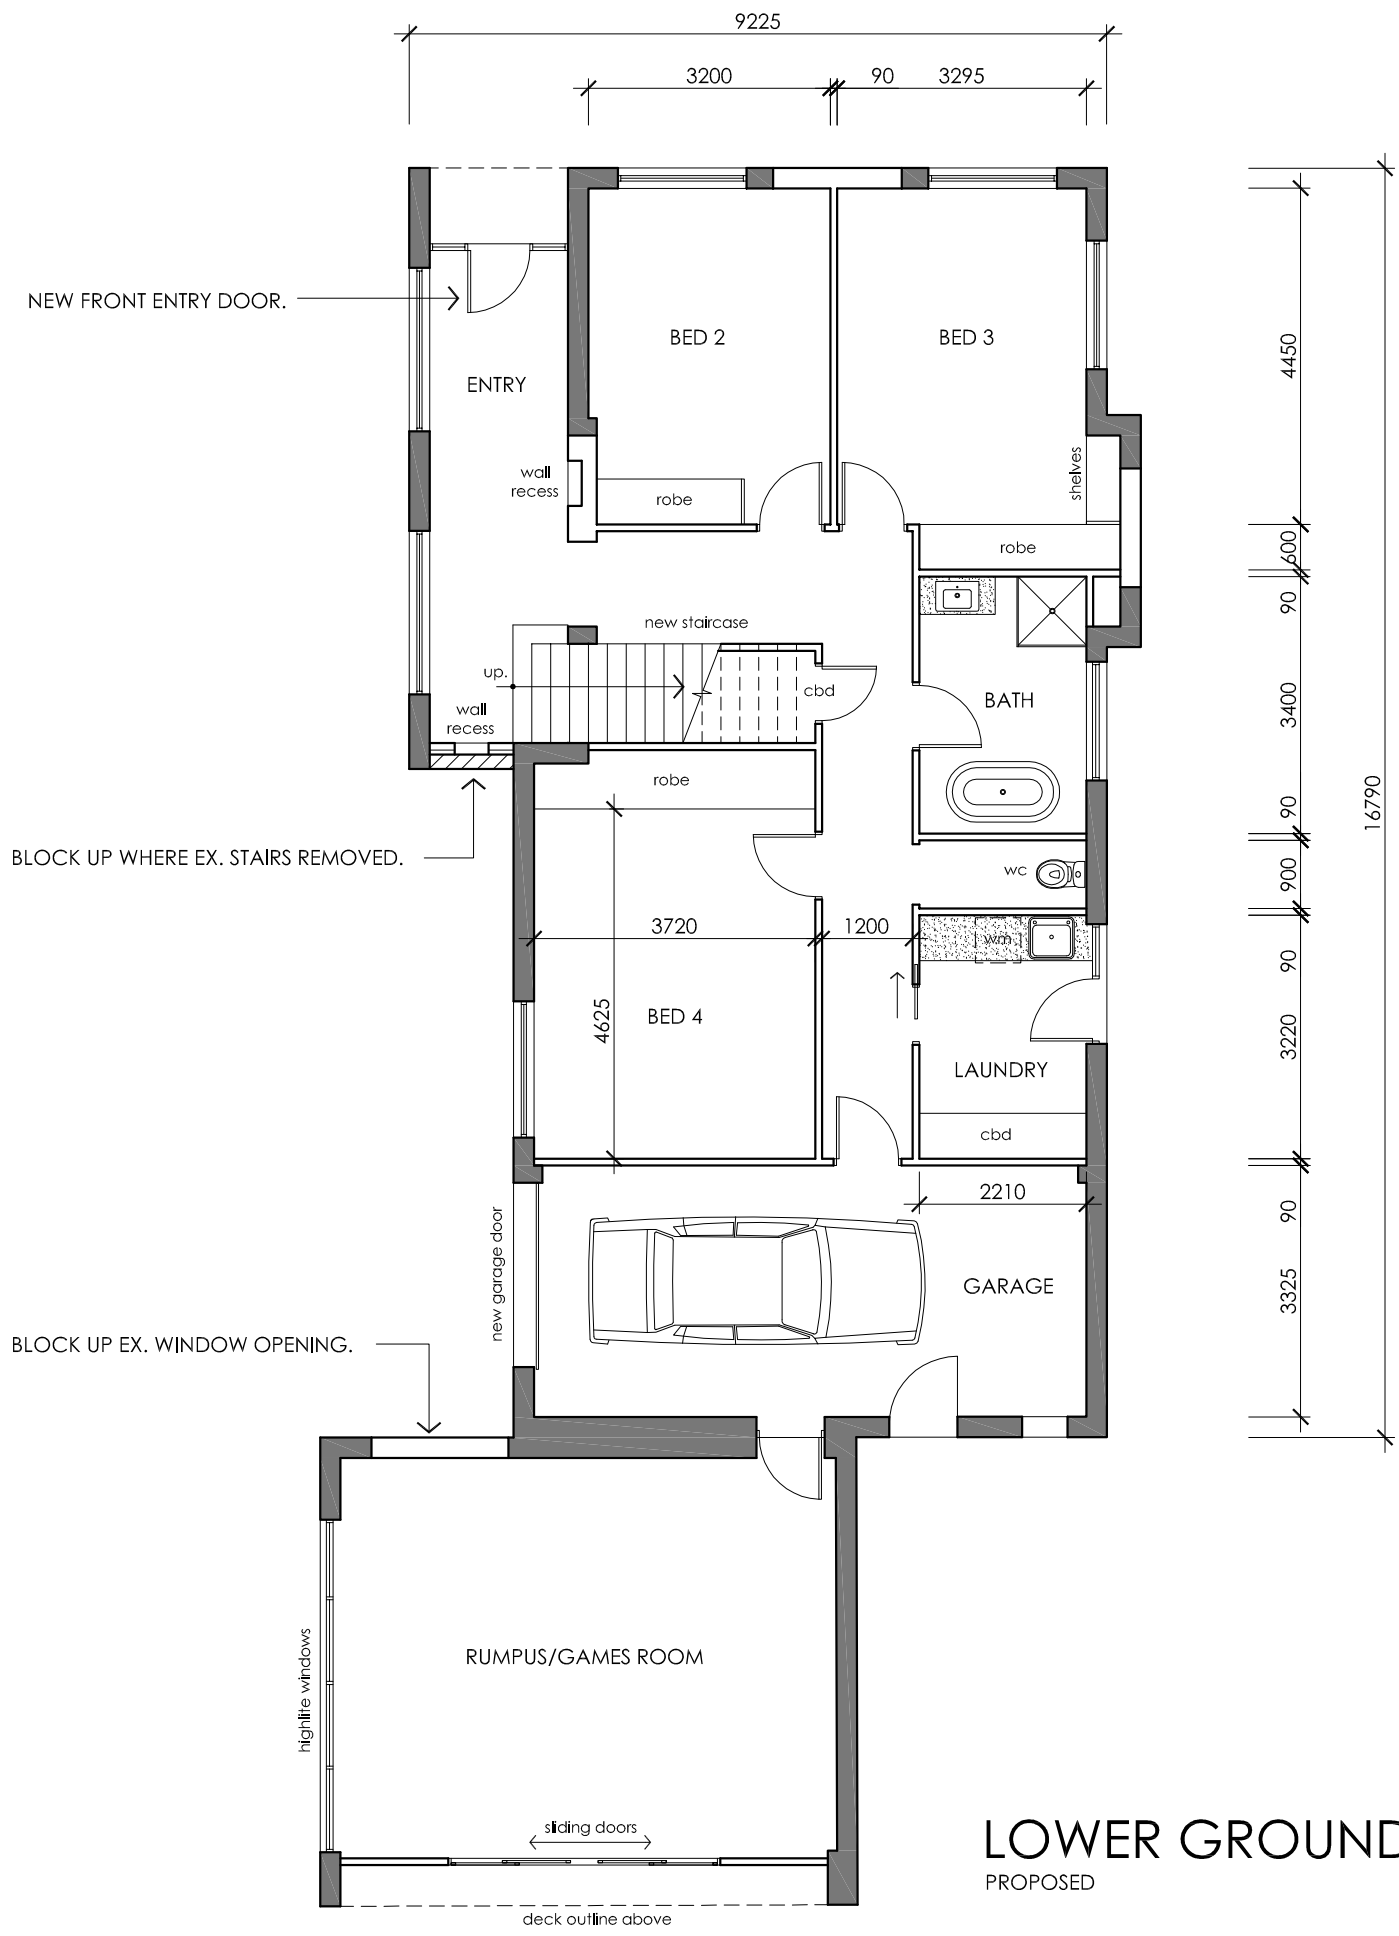 9225
3200
90
3295
NEW FRONT ENTRY DOOR.
BED 2
BED 3
ENTRY
4450
wall
recess
robe
shelves
robe
600
90
new staircase
up.
cbd
BATH
3400
wall
recess
robe
16790
90
BLOCK UP WHERE EX. STAIRS REMOVED.
wc
900
3720
1200
wm
90
4625
BED 4
3220
LAUNDRY
cbd
2210
90
new garage door
GARAGE
3325
BLOCK UP EX. WINDOW OPENING.
RUMPUS/GAMES ROOM
highlite windows
sliding doors
LOWER GROUND
PROPOSED
deck outline above